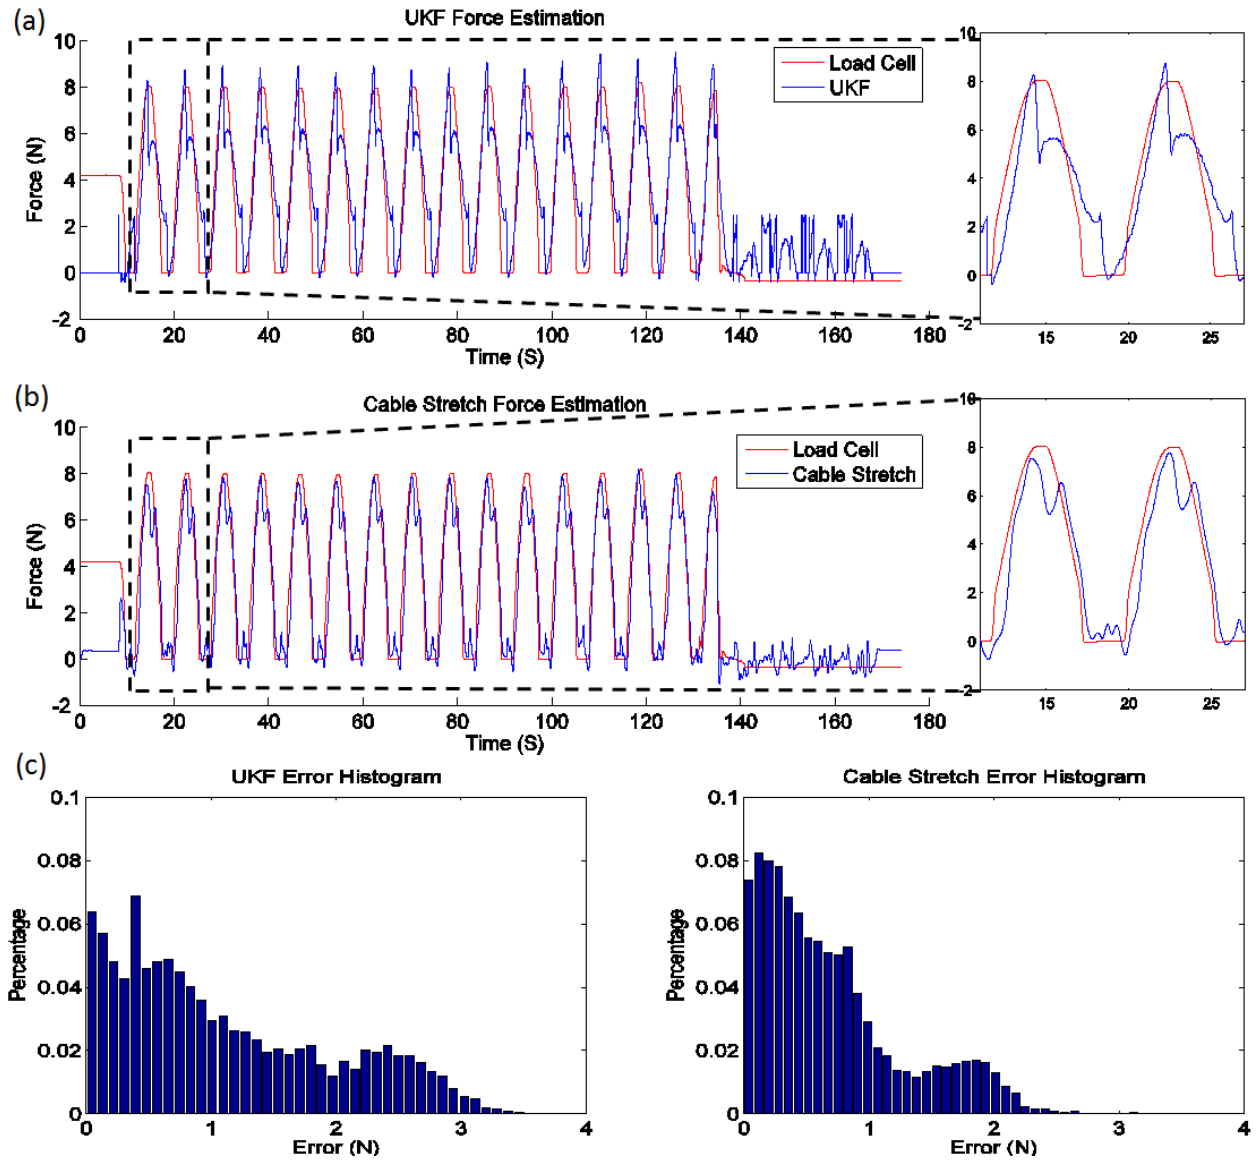 (a)
UKF Force Estimation
10
8
6
4
2
0
-2
Force (N)
Load Cell
UKF
0 20 40 60 80 100 120 140 160 180
Time (S)
10
8
6
4
2
0
-2
15 20 25
(b)
Cable Stretch Force Estimation
10
8
6
4
2
0
-2
Force (N)
Load Cell
Cable Stretch
0 20 40 60 80 100 120 140 160 180
Time (S)
10
8
6
4
2
0
-2
15 20 25
(c)
UKF Error Histogram
0.1
0.08
0.06
0.04
0.02
0
Percentage
0 1 2 3 4
Error (N)
Cable Stretch Error Histogram
0.1
0.08
0.06
0.04
0.02
0
Percentage
0 1 2 3 4
Error (N)